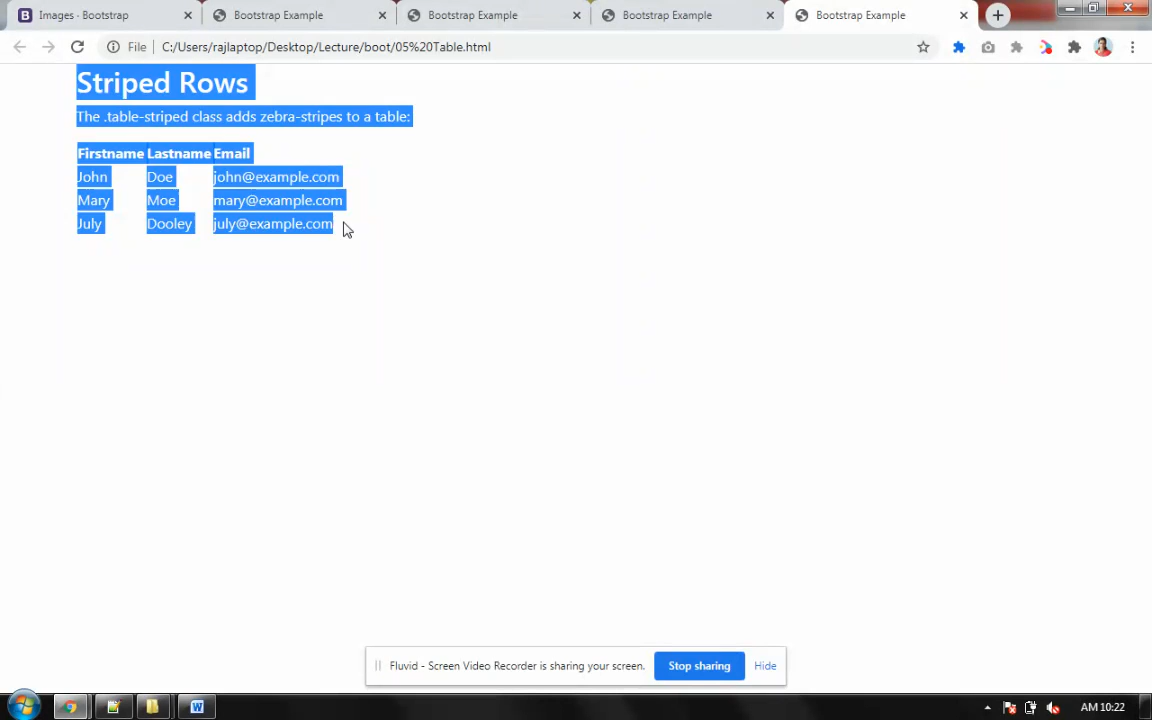 Images · Bootstrap
Bootstrap Example
Bootstrap Example
Bootstrap Example
Bootstrap Example
File C:/Users/rajlaptop/Desktop/Lecture/boot/05%20Table.html
Striped Rows
The .table-striped class adds zebra-stripes to a table:
Firstname Lastname Email
John Doe john@example.com
Mary Moe mary@example.com
July Dooley july@example.com
Fluvid - Screen Video Recorder is sharing your screen. Stop sharing Hide
AM 10:22